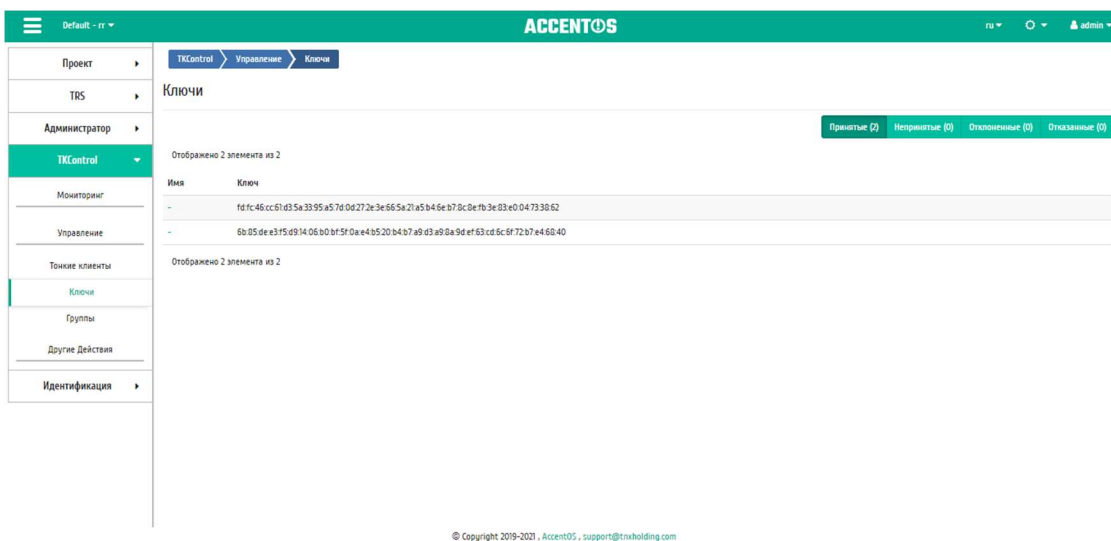 Default - rr
ACCENTOS
ru
admin
Проект
TRS
Администратор
TKControl
Мониторинг
Управление
Тонкие клиенты
Ключи
Группы
Другие Действия
Идентификация
TKControl Управление Ключи
Ключи
Принятые (2) Непринятые (0) Отклоненные (0) Отказанные (0)
Отображено 2 элемента из 2
Имя Ключ
- fd:fc:46:cc:61:d3:5a:33:95:a5:7d:0d:27:2e:3e:66:5a:21:a5:b4:6e:b7:8c:8e:fb:3e:83:e0:04:73:38:62
- 6b:85:de:e3:f5:d9:14:06:b0:bf:5f:0a:e4:b5:20:b4:b7:a9:d3:a9:8a:9d:ef:63:cd:6c:6f:72:b7:e4:68:40
Отображено 2 элемента из 2
© Copyright 2019-2021 , AccentOS , support@tnxholding.com